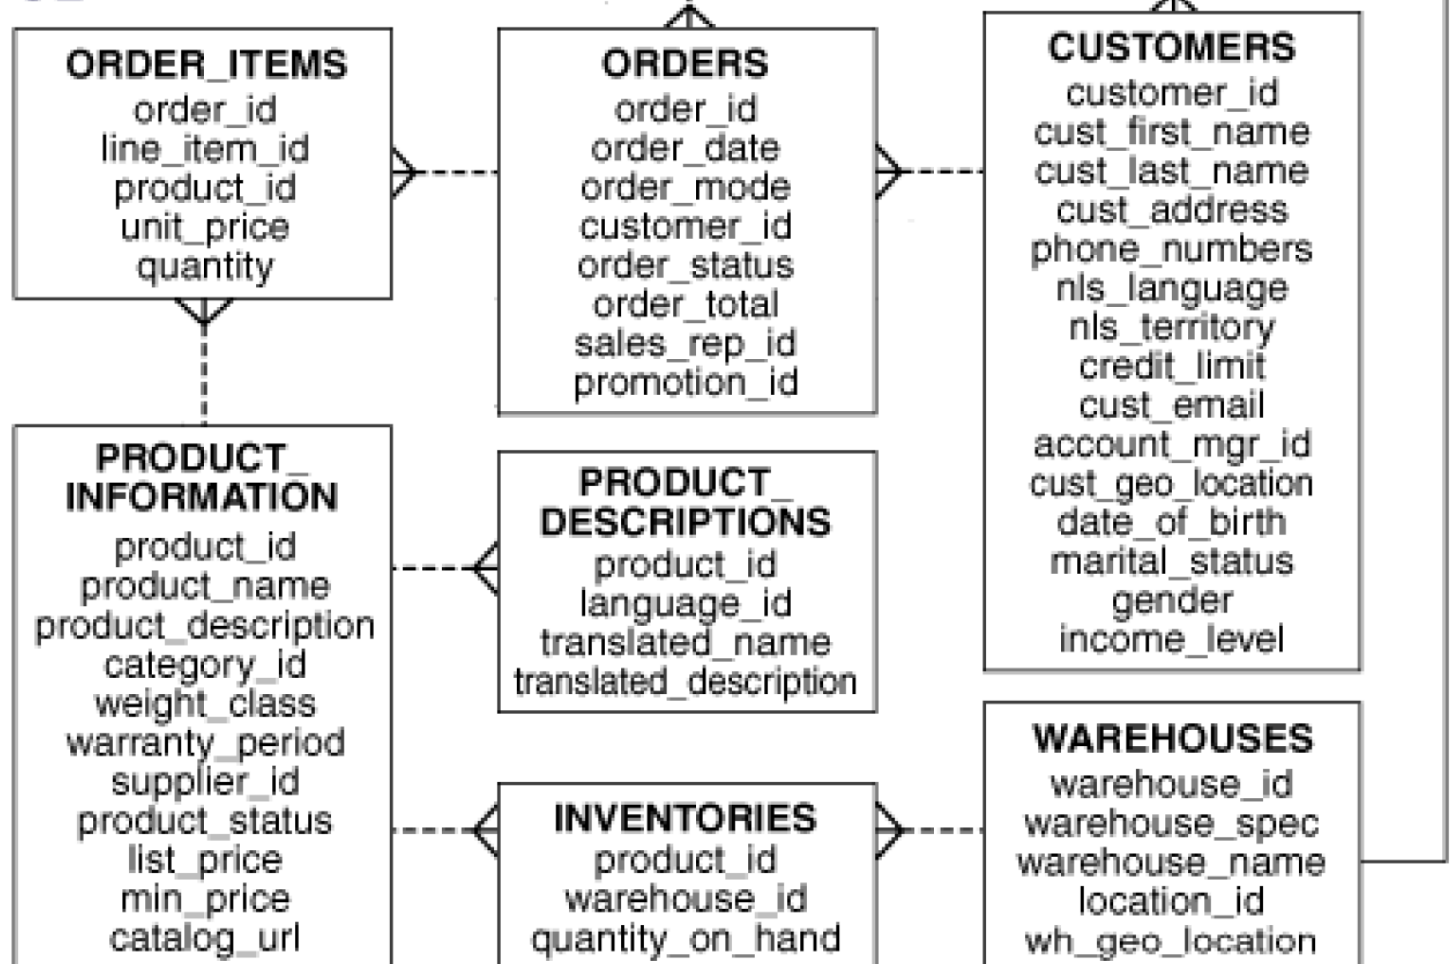 ORDER_ITEMS
order_id
line_item_id
product_id
unit_price
quantity
ORDERS
order_id
order_date
order_mode
customer_id
order_status
order_total
sales_rep_id
promotion_id
CUSTOMERS
customer_id
cust_first_name
cust_last_name
cust_address
phone_numbers
nls_language
nls_territory
credit_limit
cust_email
account_mgr_id
cust_geo_location
date_of_birth
marital_status
gender
income_level
PRODUCT_
INFORMATION
product_id
product_name
product_description
category_id
weight_class
warranty_period
supplier_id
product_status
list_price
min_price
catalog_url
PRODUCT_
DESCRIPTIONS
product_id
language_id
translated_name
translated_description
INVENTORIES
product_id
warehouse_id
quantity_on_hand
WAREHOUSES
warehouse_id
warehouse_spec
warehouse_name
location_id
wh_geo_location